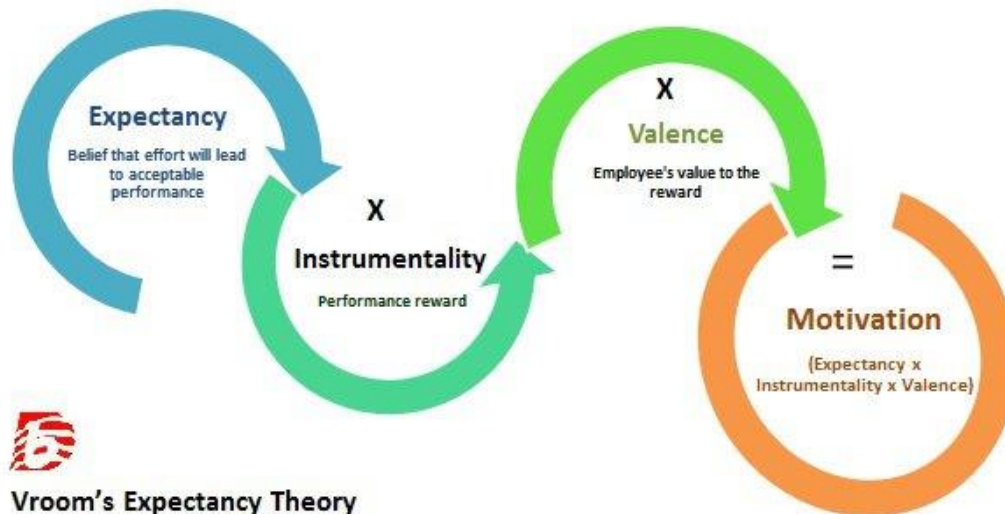 Expectancy
Belief that effort will lead
to acceptable
performance
X
Instrumentality
Performance reward
X
Valence
Employee's value to the
reward
=
Motivation
(Expectancy x
Instrumentality x Valence)
Vroom’s Expectancy Theory